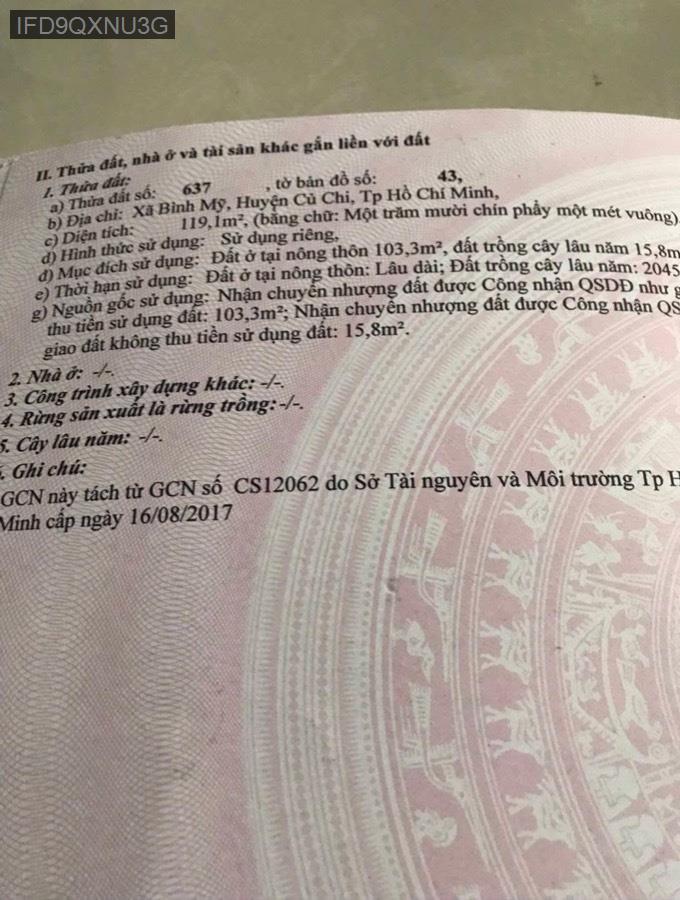 IFD9QXNU3G
II. Thửa đất, nhà ở và tài sản khác gắn liền với đất
1. Thửa đất:
a) Thửa đất số: 637 , tờ bản đồ số: 43,
b) Địa chỉ: Xã Bình Mỹ, Huyện Củ Chi, Tp Hồ Chí Minh,
c) Diện tích: 119,1m², (bằng chữ: Một trăm mười chín phẩy một mét vuông)
d) Hình thức sử dụng: Sử dụng riêng,
đ) Mục đích sử dụng: Đất ở tại nông thôn 103,3m², đất trồng cây lâu năm 15,8m
e) Thời hạn sử dụng: Đất ở tại nông thôn: Lâu dài; Đất trồng cây lâu năm: 2045
g) Nguồn gốc sử dụng: Nhận chuyển nhượng đất được Công nhận QSDĐ như g
thu tiền sử dụng đất: 103,3m²; Nhận chuyển nhượng đất được Công nhận QS
giao đất không thu tiền sử dụng đất: 15,8m².
2. Nhà ở: -/-.
3. Công trình xây dựng khác: -/-.
4. Rừng sản xuất là rừng trồng: -/-.
5. Cây lâu năm: -/-.
. Ghi chú:
GCN này tách từ GCN số CS12062 do Sở Tài nguyên và Môi trường Tp H
Minh cấp ngày 16/08/2017